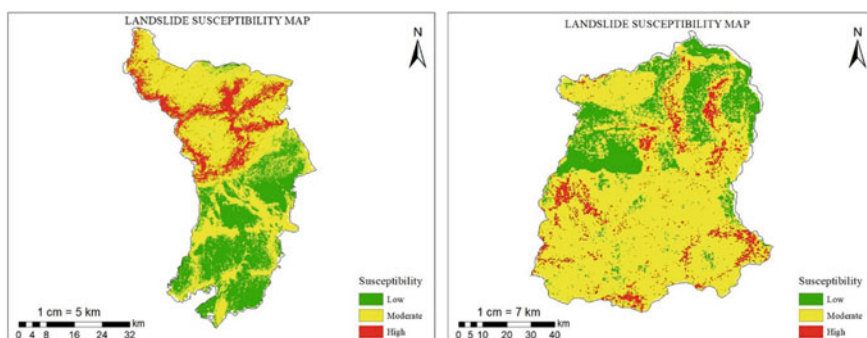 LANDSLIDE SUSCEPTIBILITY MAP
N
Susceptibility
Low
Moderate
High
1 cm = 5 km
km
0 4 8 16 24 32
LANDSLIDE SUSCEPTIBILITY MAP
N
Susceptibility
Low
Moderate
High
1 cm = 7 km
km
0 5 10 20 30 40